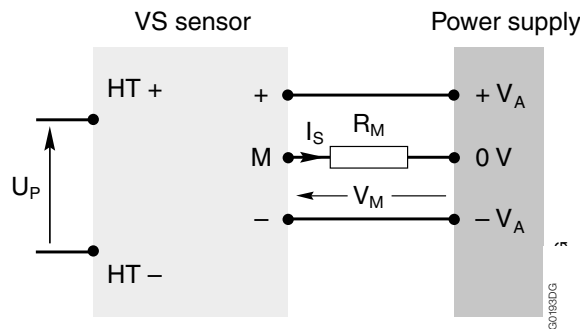 VS sensor Power supply
HT + + + VA
IS RM
M 0 V
UP
VM
– – VA
HT –
G0193DG